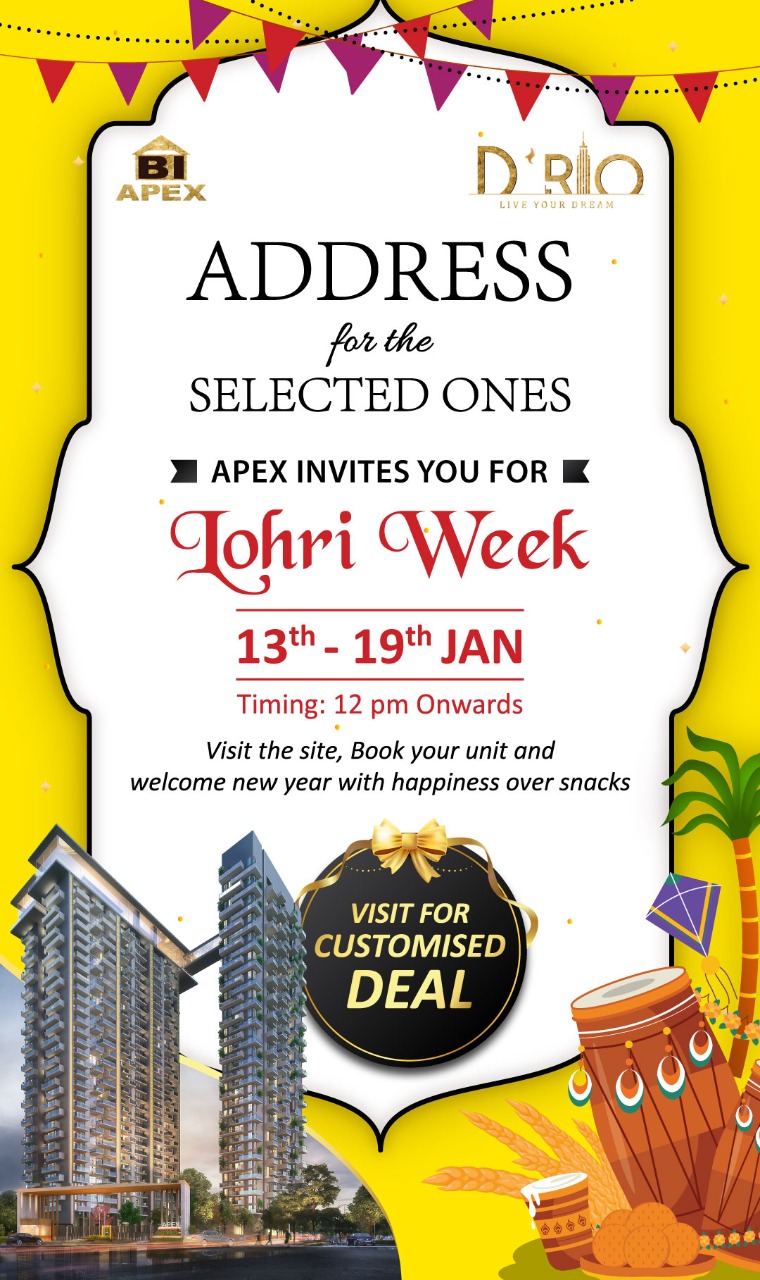 BI
APEX
D'RIO
LIVE YOUR DREAM
ADDRESS
for the
SELECTED ONES
APEX INVITES YOU FOR
Lohri Week
13th - 19th JAN
Timing: 12 pm Onwards
Visit the site, Book your unit and
welcome new year with happiness over snacks
VISIT FOR
CUSTOMISED
DEAL
APEX